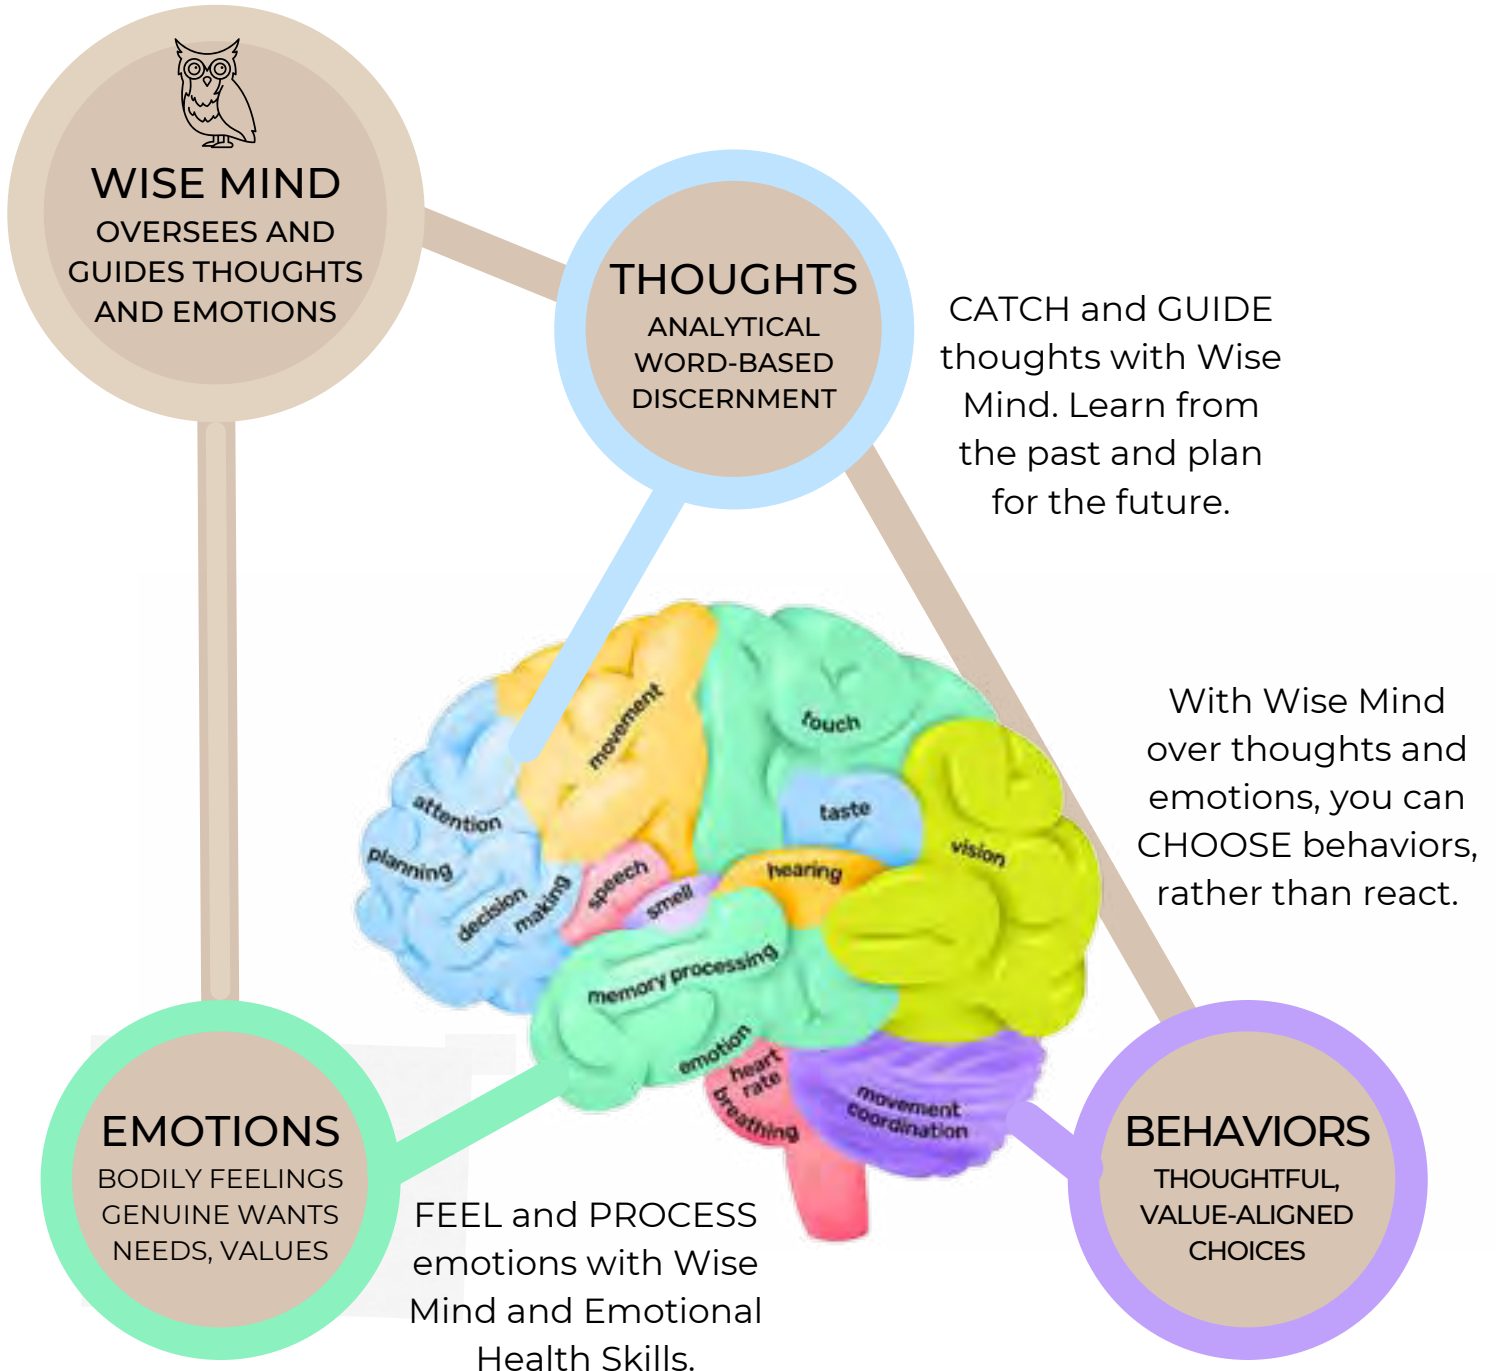 WISE MIND
OVERSEES AND
GUIDES THOUGHTS
AND EMOTIONS
THOUGHTS
ANALYTICAL
WORD-BASED
DISCERNMENT
CATCH and GUIDE
thoughts with Wise
Mind. Learn from
the past and plan
for the future.
movement
touch
attention
planning
decision
making
speech
smell
taste
hearing
vision
memory processing
emotion
heart
rate
breathing
movement
coordination
With Wise Mind
over thoughts and
emotions, you can
CHOOSE behaviors,
rather than react.
EMOTIONS
BODILY FEELINGS
GENUINE WANTS
NEEDS, VALUES
FEEL and PROCESS
emotions with Wise
Mind and Emotional
Health Skills.
BEHAVIORS
THOUGHTFUL,
VALUE-ALIGNED
CHOICES